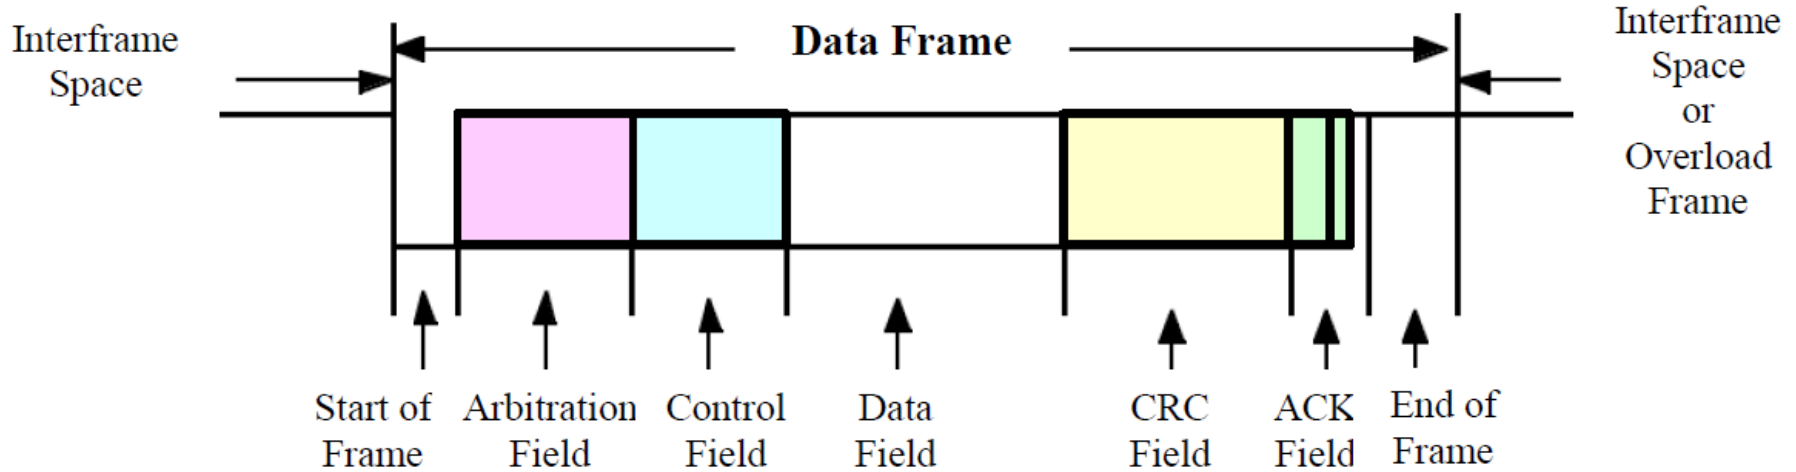 Interframe
Space
Data Frame
Interframe
Space
or
Overload
Frame
Start of
Frame
Arbitration
Field
Control
Field
Data
Field
CRC
Field
ACK
Field
End of
Frame